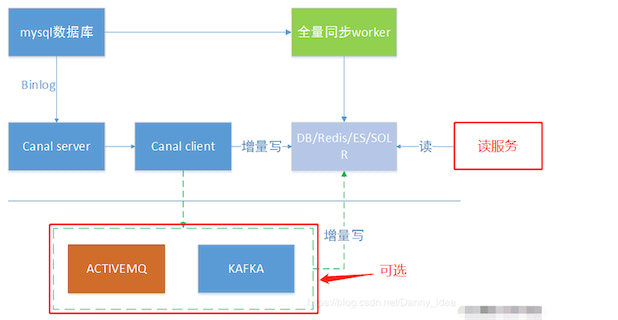 mysql数据库
全量同步worker
Binlog
Canal server
Canal client
增量写
DB/Redis/ES/SOL
R
读
读服务
增量写
ACTIVEMQ
KAFKA
可选
https://blog.csdn.net/Danny_idea